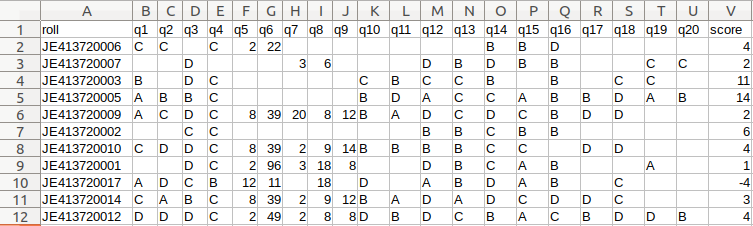 A B C D E F G H I J K L M N O P Q R S T U V
1 roll q1 q2 q3 q4 q5 q6 q7 q8 q9 q10 q11 q12 q13 q14 q15 q16 q17 q18 q19 q20 score
2 JE413720006 C C C 2 22 B B D 4
3 JE413720007 D 3 6 D B D B B C C 2
4 JE413720003 B D C C B C C B B C C 11
5 JE413720005 A B B C B D A C C A B B D A B 14
6 JE413720009 A C D C 8 39 20 8 12 B A D C D C B D D 2
7 JE413720002 C C B B C B B 6
8 JE413720010 C D D C 8 39 2 9 14 B B B B C C D D 4
9 JE413720001 D C 2 96 3 18 8 D B C A B A 1
10 JE413720017 A D C B 12 11 18 D A B D A B C -4
11 JE413720014 C A B C 8 39 2 9 12 B A D A D C D D C 3
12 JE413720012 D D D C 2 49 2 8 8 D B D C B A C B D D B 4